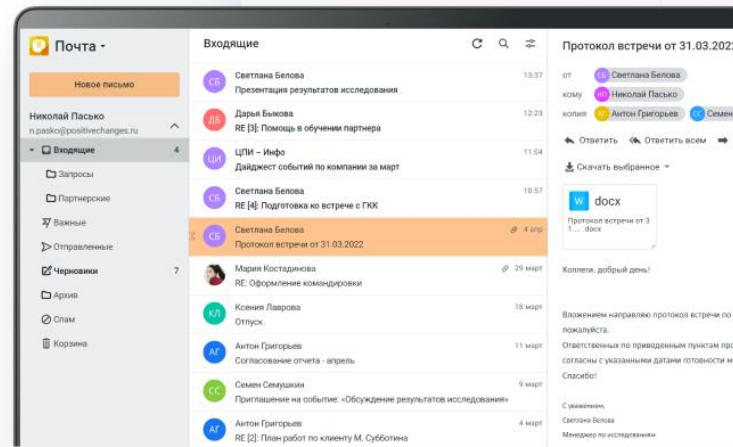 Почта
Новое письмо
Николай Пасько
n.pasko@positivechanges.ru
Входящие 4
Запросы
Партнерские
Важные
Отправленные
Черновики 7
Архив
Спам
Корзина
Входящие
СБ Светлана Белова 13:37
Презентация результатов исследования
ДБ Дарья Быкова 12:23
RE [3]: Помощь в обучении партнера
ЦИ ЦПИ – Инфо 11:04
Дайджест событий по компании за март
СБ Светлана Белова 10:57
RE [4]: Подготовка ко встрече с ГКК
СБ Светлана Белова 4 апр
Протокол встречи от 31.03.2022
Мария Костадинова 29 март
RE: Оформление командировки
КЛ Ксения Лаврова 18 март
Отпуск
АГ Антон Григорьев 11 март
Согласование отчета - апрель
СС Семен Семушкин 9 март
Приглашение на событие: «Обсуждение результатов исследования»
АГ Антон Григорьев 4 март
RE [2]: План работ по клиенту М. Субботина
Протокол встречи от 31.03.2022
от СБ Светлана Белова
кому НП Николай Пасько
копия АГ Антон Григорьев СС Семен
Ответить Ответить всем
Скачать выбранное
W docx
Протокол встречи от 3
1... .docx
Коллеги, добрый день!
Вложением направляю протокол встречи по
пожалуйста.
Ответственных по приведенным пунктам про
согласны с указанными датами готовности м
Спасибо!
С уважением,
Светлана Белова
Менеджер по исследованиям